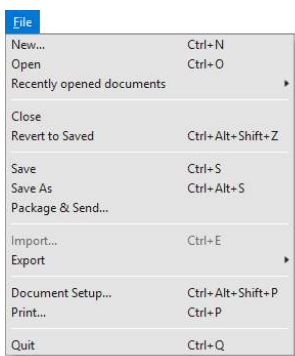 File
New... Ctrl+N
Open Ctrl+O
Recently opened documents
Close
Revert to Saved Ctrl+Alt+Shift+Z
Save Ctrl+S
Save As Ctrl+Alt+S
Package & Send...
Import... Ctrl+E
Export
Document Setup... Ctrl+Alt+Shift+P
Print... Ctrl+P
Quit Ctrl+Q